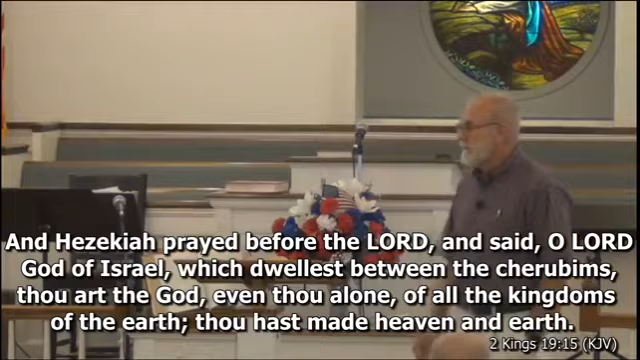 And Hezekiah prayed before the LORD, and said, O LORD
God of Israel, which dwellest between the cherubims,
thou art the God, even thou alone, of all the kingdoms
of the earth; thou hast made heaven and earth.
2 Kings 19:15 (KJV)